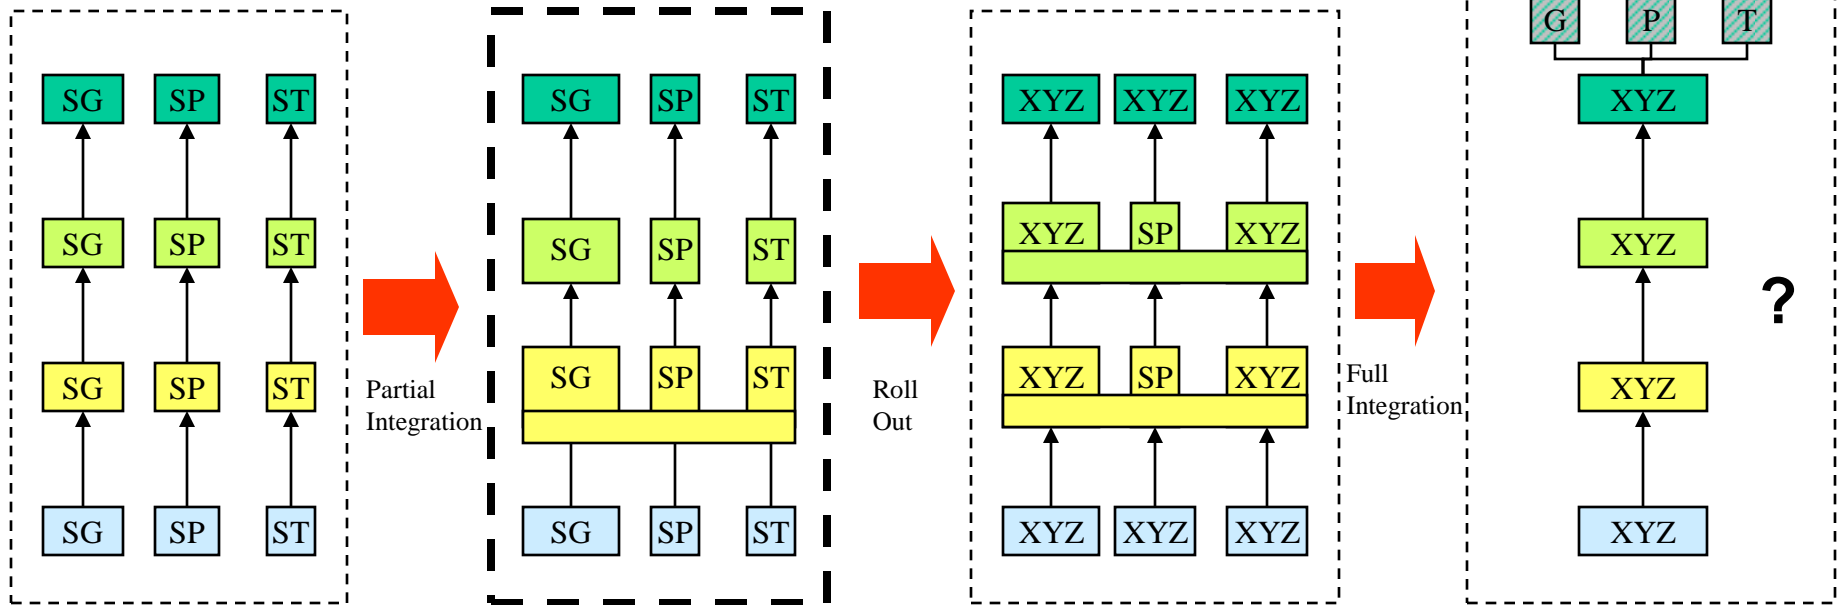 SG SP ST
SG SP ST
SG SP ST
SG SP ST
Partial
Integration
SG SP ST
SG SP ST
SG SP ST
SG SP ST
Roll
Out
XYZ XYZ XYZ
XYZ SP XYZ
XYZ SP XYZ
XYZ XYZ XYZ
Full
Integration
G P T
XYZ
XYZ
?
XYZ
XYZ